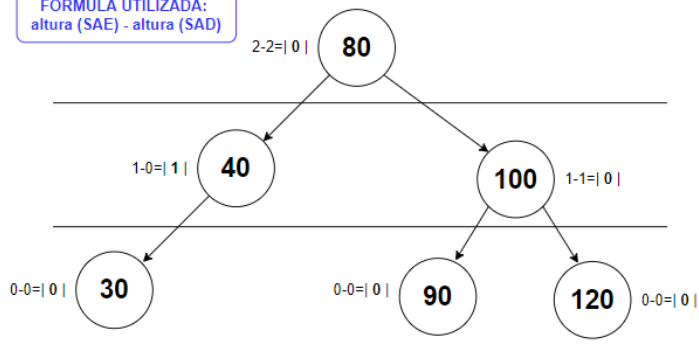 FÓRMULA UTILIZADA:
altura (SAE) - altura (SAD)
2-2=| 0 |
80
1-0=| 1 |
40
100
1-1=| 0 |
0-0=| 0 |
30
0-0=| 0 |
90
120
0-0=| 0 |